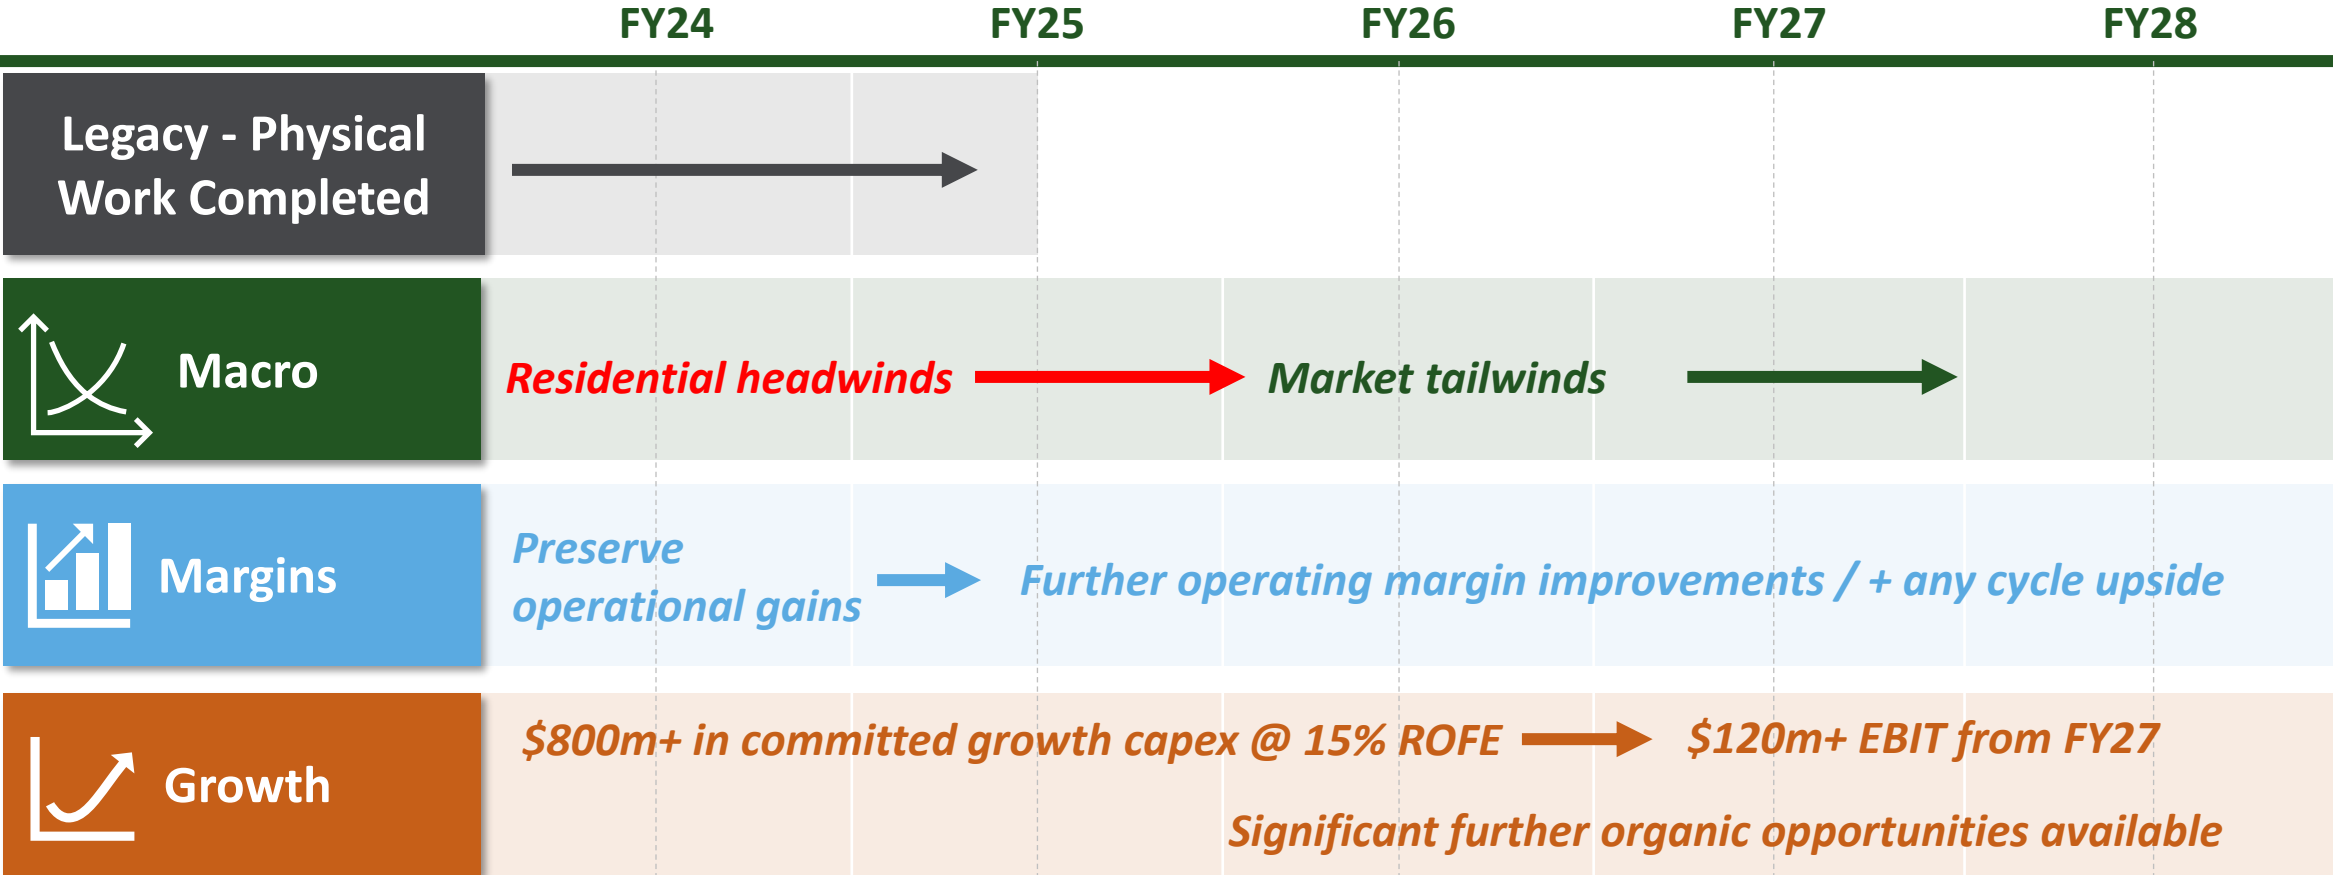 FY24 FY25 FY26 FY27 FY28
Legacy - Physical
Work Completed
Macro
Residential headwinds
Market tailwinds
Margins
Preserve
operational gains
Further operating margin improvements / + any cycle upside
Growth
$800m+ in committed growth capex @ 15% ROFE
$120m+ EBIT from FY27
Significant further organic opportunities available